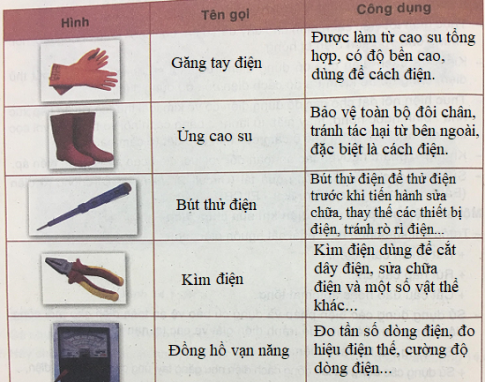 Hình
Tên gọi
Công dụng
Găng tay điện
Được làm từ cao su tổng
hợp, có độ bền cao,
dùng để cách điện.
Ủng cao su
Bảo vệ toàn bộ đôi chân,
tránh tác hại từ bên ngoài,
đặc biệt là cách điện.
Bút thử điện
Bút thử điện để thử điện
trước khi tiến hành sửa
chữa, thay thế các thiết bị
điện, tránh rò rỉ điện...
Kìm điện
Kìm điện dùng để cắt
dây điện, sửa chữa
điện và một số vật thể
khác...
Đồng hồ vạn năng
Đo tần số dòng điện, đo
hiệu điện thế, cường độ
dòng điện...